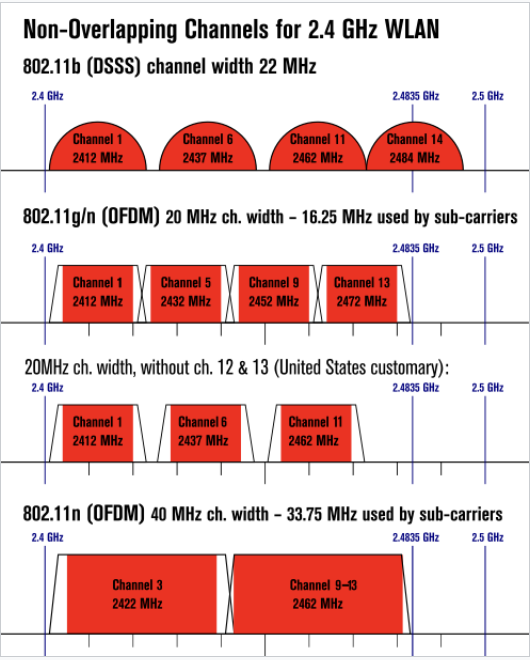 Non-Overlapping Channels for 2.4 GHz WLAN
802.11b (DSSS) channel width 22 MHz
2.4 GHz 2.4835 GHz 2.5 GHz
Channel 1 Channel 6 Channel 11 Channel 14
2412 MHz 2437 MHz 2462 MHz 2484 MHz
802.11g/n (OFDM) 20 MHz ch. width – 16.25 MHz used by sub-carriers
2.4 GHz 2.4835 GHz 2.5 GHz
Channel 1 Channel 5 Channel 9 Channel 13
2412 MHz 2432 MHz 2452 MHz 2472 MHz
20MHz ch. width, without ch. 12 & 13 (United States customary):
2.4 GHz 2.4835 GHz 2.5 GHz
Channel 1 Channel 6 Channel 11
2412 MHz 2437 MHz 2462 MHz
802.11n (OFDM) 40 MHz ch. width – 33.75 MHz used by sub-carriers
2.4 GHz 2.4835 GHz 2.5 GHz
Channel 3 Channel 9-13
2422 MHz 2462 MHz